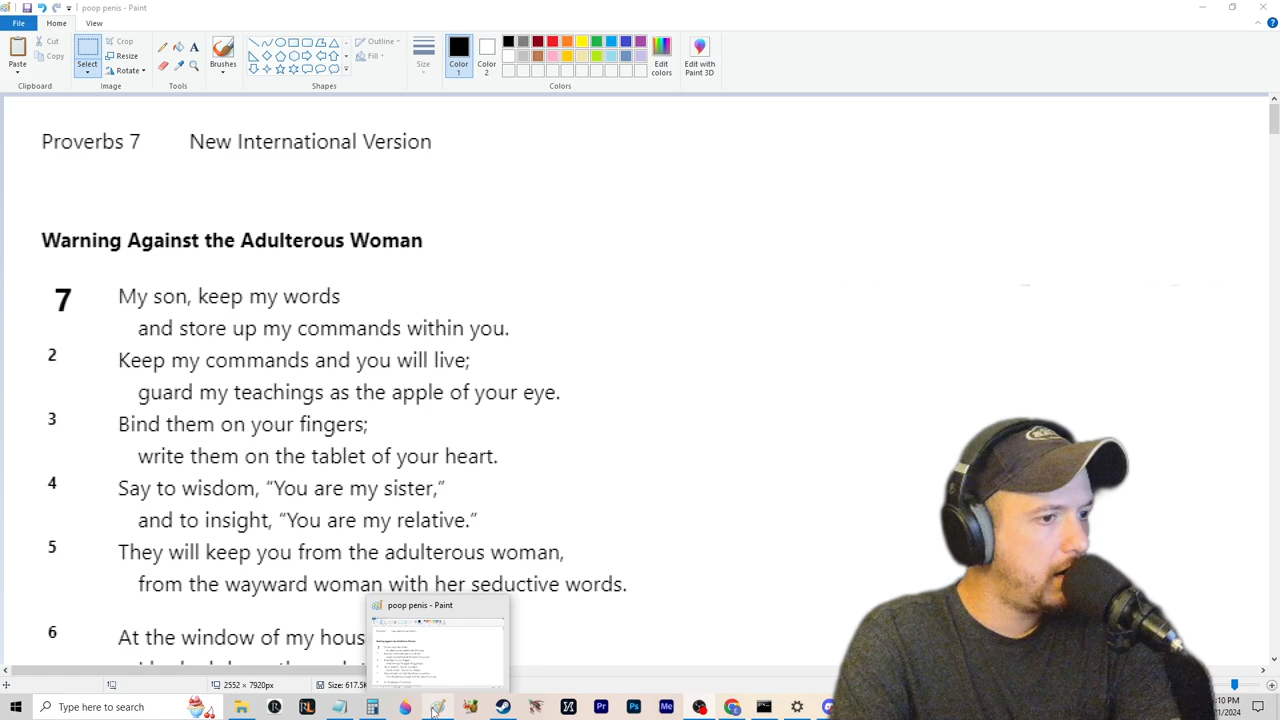 poop penis - Paint
File Home View
Paste
Cut
Copy
Clipboard
Select
Crop
Resize
Rotate
Image
Tools
Brushes
Shapes
Outline
Fill
Size
Color 1
Color 2
Colors
Edit colors
Edit with Paint 3D
Proverbs 7 New International Version
Warning Against the Adulterous Woman
7 My son, keep my words
and store up my commands within you.
2 Keep my commands and you will live;
guard my teachings as the apple of your eye.
3 Bind them on your fingers;
write them on the tablet of your heart.
4 Say to wisdom, “You are my sister,”
and to insight, “You are my relative.”
5 They will keep you from the adulterous woman,
from the wayward woman with her seductive words.
poop penis - Paint
6 the window of my
2552 × 7920px
Type here to search
Pr Ps Me